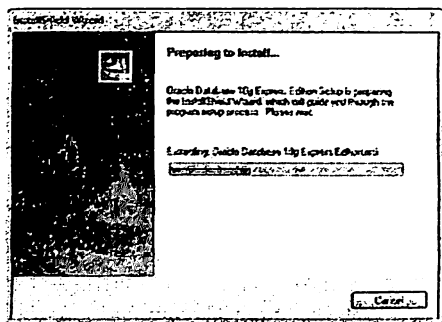 InstallShield Wizard
Preparing to Install...
Oracle Database 10g Express Edition Setup is preparing
the InstallShield Wizard, which will guide you through the
program setup process. Please wait.
Extracting: Oracle Database 10g Express Edition.msi
Cancel